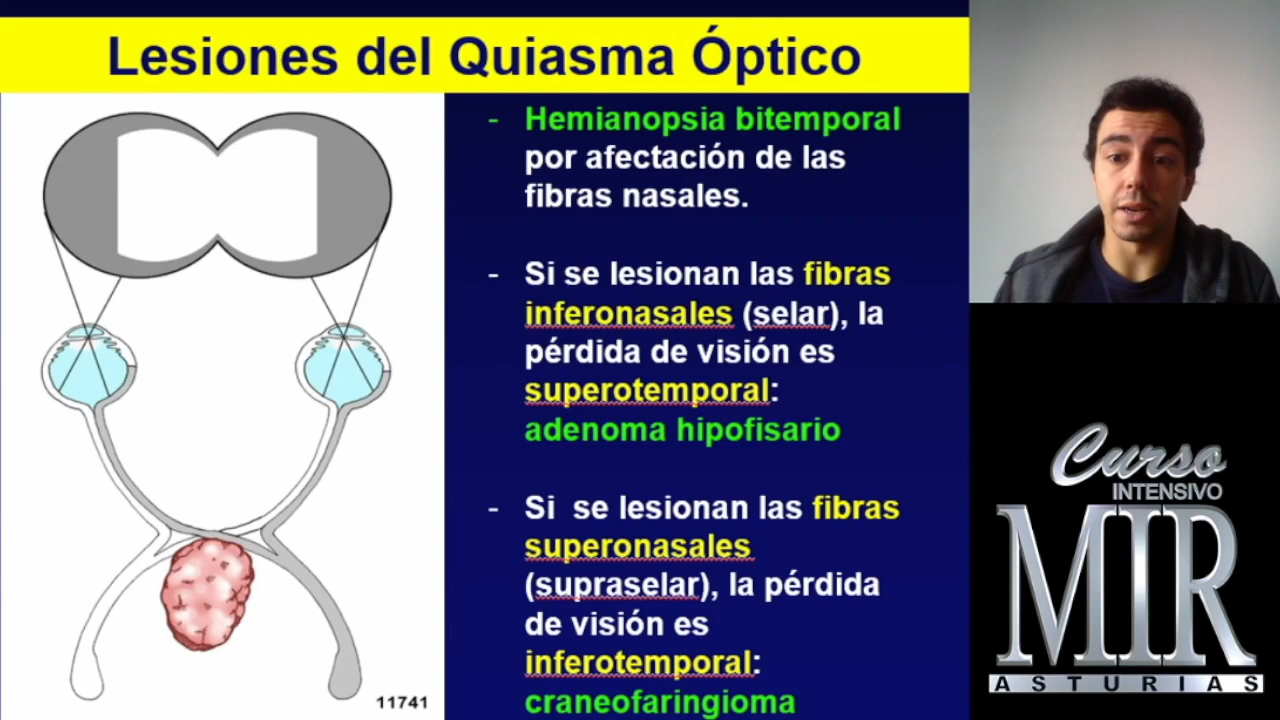 Lesiones del Quiasma Óptico
- Hemianopsia bitemporal
por afectación de las
fibras nasales.
- Si se lesionan las fibras
inferonasales (selar), la
pérdida de visión es
superotemporal:
adenoma hipofisario
- Si se lesionan las fibras
superonasales
(supraselar), la pérdida
de visión es
inferotemporal:
craneofaringioma
11741
Curso
INTENSIVO
MIR
ASTURIAS